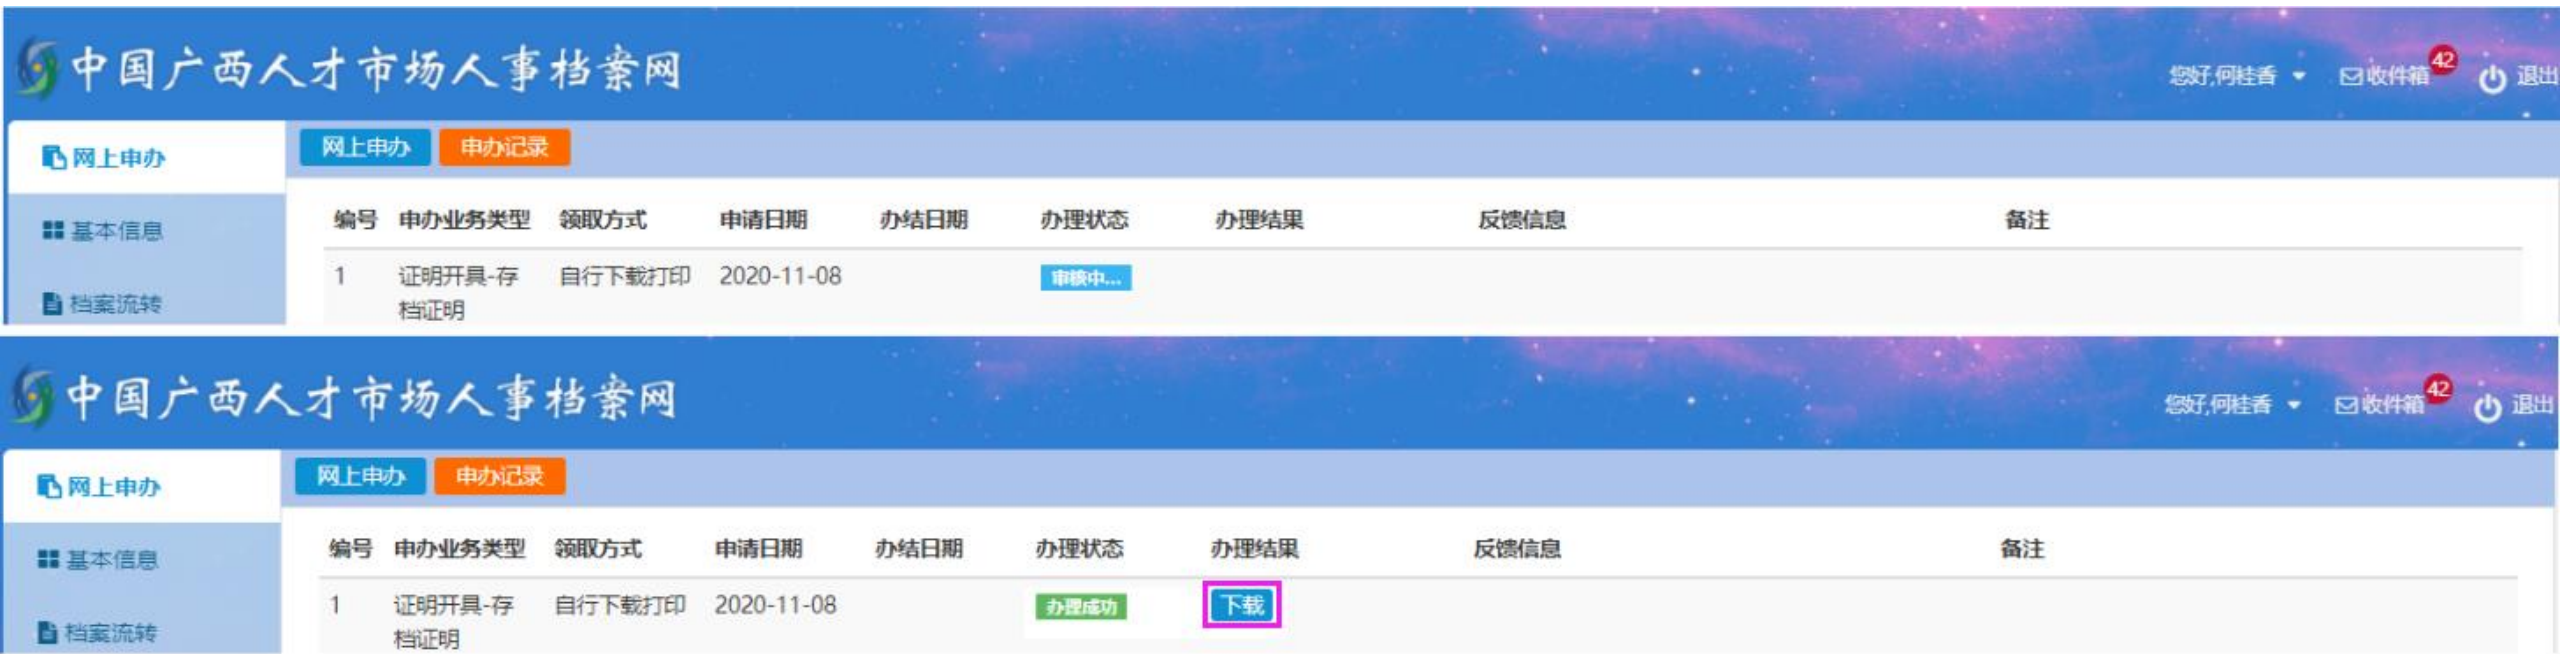 中国广西人才市场人事档案网
您好,何桂香 收件箱 42 退出
网上申办 网上申办 申办记录
基本信息 编号 申办业务类型 领取方式 申请日期 办结日期 办理状态 办理结果 反馈信息 备注
1 证明开具-存 自行下载打印 2020-11-08 审核中...
档案流转 档证明
中国广西人才市场人事档案网
您好,何桂香 收件箱 42 退出
网上申办 网上申办 申办记录
基本信息 编号 申办业务类型 领取方式 申请日期 办结日期 办理状态 办理结果 反馈信息 备注
1 证明开具-存 自行下载打印 2020-11-08 办理成功 下载
档案流转 档证明